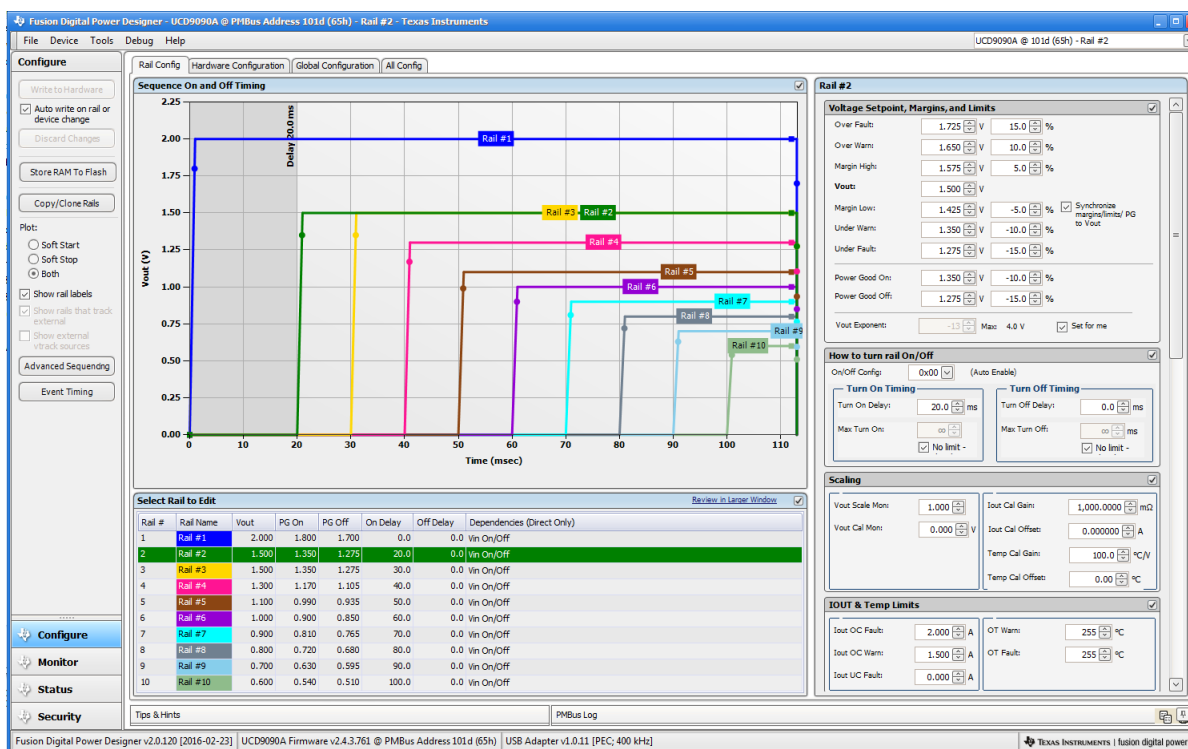 Fusion Digital Power Designer - UCD9090A @ PMBus Address 101d (65h) - Rail #2 - Texas Instruments
File Device Tools Debug Help
UCD9090A @ 101d (65h) - Rail #2
Configure
Write to Hardware
Auto write on rail or
device change
Discard Changes
Store RAM To Flash
Copy/Clone Rails
Plot:
Soft Start
Soft Stop
Both
Show rail labels
Show rails that track
external
Show external
vtrack sources
Advanced Sequendng
Event Timing
Configure
Monitor
Status
Security
Rail Config Hardware Configuration Global Configuration All Config
Sequence On and Off Timing
Vout (V)
2.25
2.00
1.75
1.50
1.25
1.00
0.75
0.50
0.25
0.00
Delay 20.0 ms
Rail #1
Rail #3
Rail #2
Rail #4
Rail #5
Rail #6
Rail #7
Rail #8
Rail #9
Rail #10
0 10 20 30 40 50 60 70 80 90 100 110
Time (msec)
Select Rail to Edit
Review in Larger Window
Rail # Rail Name Vout PG On PG Off On Delay Off Delay Dependencies (Direct Only)
1 Rail #1 2.000 1.800 1.700 0.0 0.0 Vin On/Off
2 Rail #2 1.500 1.350 1.275 20.0 0.0 Vin On/Off
3 Rail #3 1.500 1.350 1.275 30.0 0.0 Vin On/Off
4 Rail #4 1.300 1.170 1.105 40.0 0.0 Vin On/Off
5 Rail #5 1.100 0.990 0.935 50.0 0.0 Vin On/Off
6 Rail #6 1.000 0.900 0.850 60.0 0.0 Vin On/Off
7 Rail #7 0.900 0.810 0.765 70.0 0.0 Vin On/Off
8 Rail #8 0.800 0.720 0.680 80.0 0.0 Vin On/Off
9 Rail #9 0.700 0.630 0.595 90.0 0.0 Vin On/Off
10 Rail #10 0.600 0.540 0.510 100.0 0.0 Vin On/Off
Rail #2
Voltage Setpoint, Margins, and Limits
Over Fault: 1.725 V 15.0 %
Over Warn: 1.650 V 10.0 %
Margin High: 1.575 V 5.0 %
Vout: 1.500 V
Margin Low: 1.425 V -5.0 %
Synchronize
margins/limits/ PG
to Vout
Under Warn: 1.350 V -10.0 %
Under Fault: 1.275 V -15.0 %
Power Good On: 1.350 V -10.0 %
Power Good Off: 1.275 V -15.0 %
Vout Exponent: -13 Max: 4.0 V Set for me
How to turn rail On/Off
On/Off Config: 0x00 (Auto Enable)
Turn On Timing
Turn On Delay: 20.0 ms
Max Turn On: ∞
No limit -
Turn Off Timing
Turn Off Delay: 0.0 ms
Max Turn Off: ∞ ms
No limit -
Scaling
Vout Scale Mon: 1.000
Vout Cal Mon: 0.000 V
Iout Cal Gain: 1,000.0000 mΩ
Iout Cal Offset: 0.000000 A
Temp Cal Gain: 100.0 ºC/V
Temp Cal Offset: 0.00 ºC
IOUT & Temp Limits
Iout OC Fault: 2.000 A
Iout OC Warn: 1.500 A
Iout UC Fault: 0.000 A
OT Warn: 255 ºC
OT Fault: 255 ºC
Tips & Hints
PMBus Log
Fusion Digital Power Designer v2.0.120 [2016-02-23] UCD9090A Firmware v2.4.3.761 @ PMBus Address 101d (65h) USB Adapter v1.0.11 [PEC; 400 kHz]
TEXAS INSTRUMENTS | fusion digital power